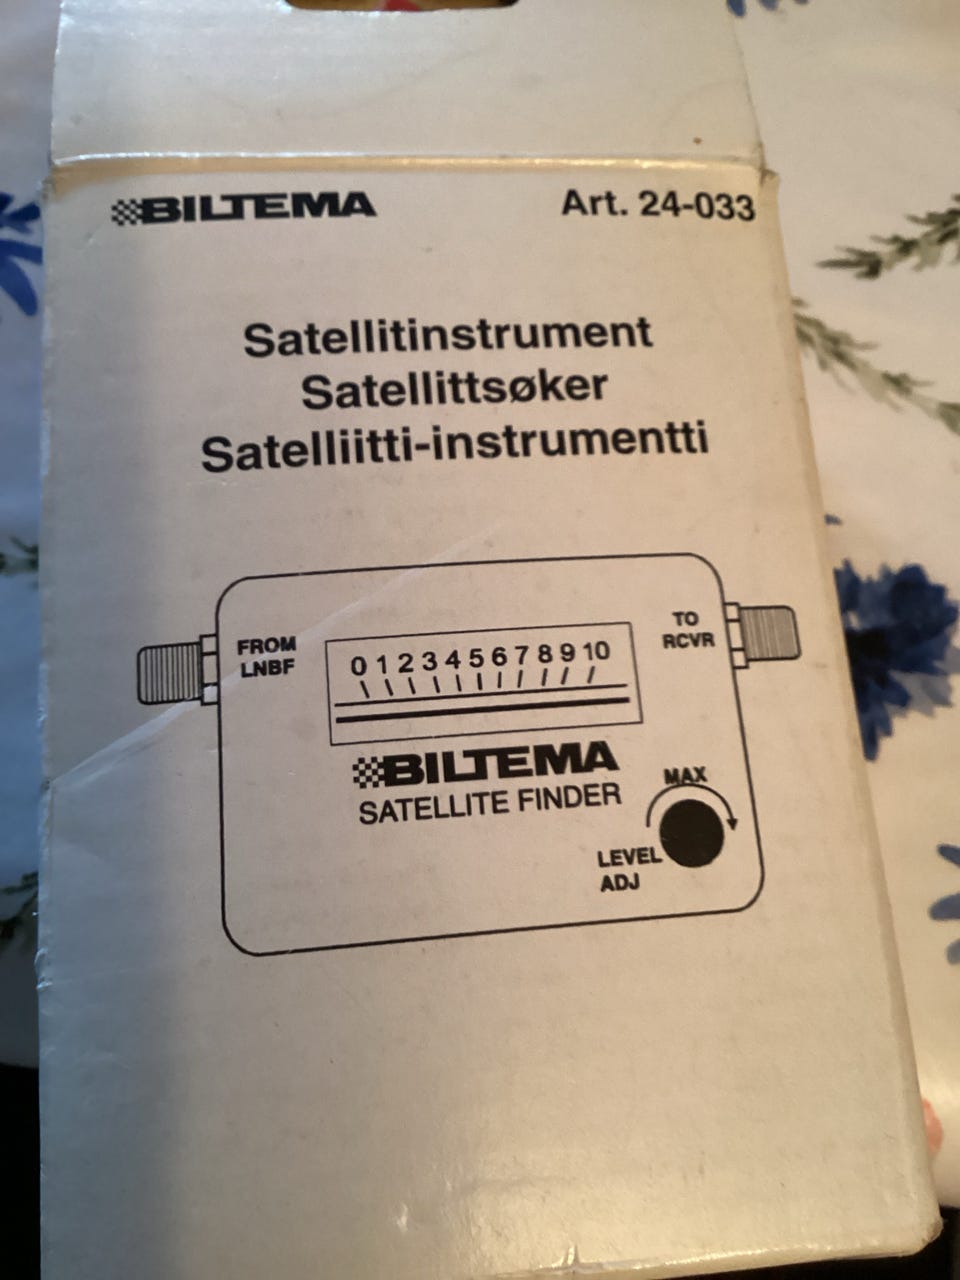 BILTEMA
Art. 24-033
Satellitinstrument
Satellittsøker
Satelliitti-instrumentti
FROM
LNBF
0 1 2 3 4 5 6 7 8 9 10
TO
RCVR
BILTEMA
SATELLITE FINDER
MAX
LEVEL
ADJ